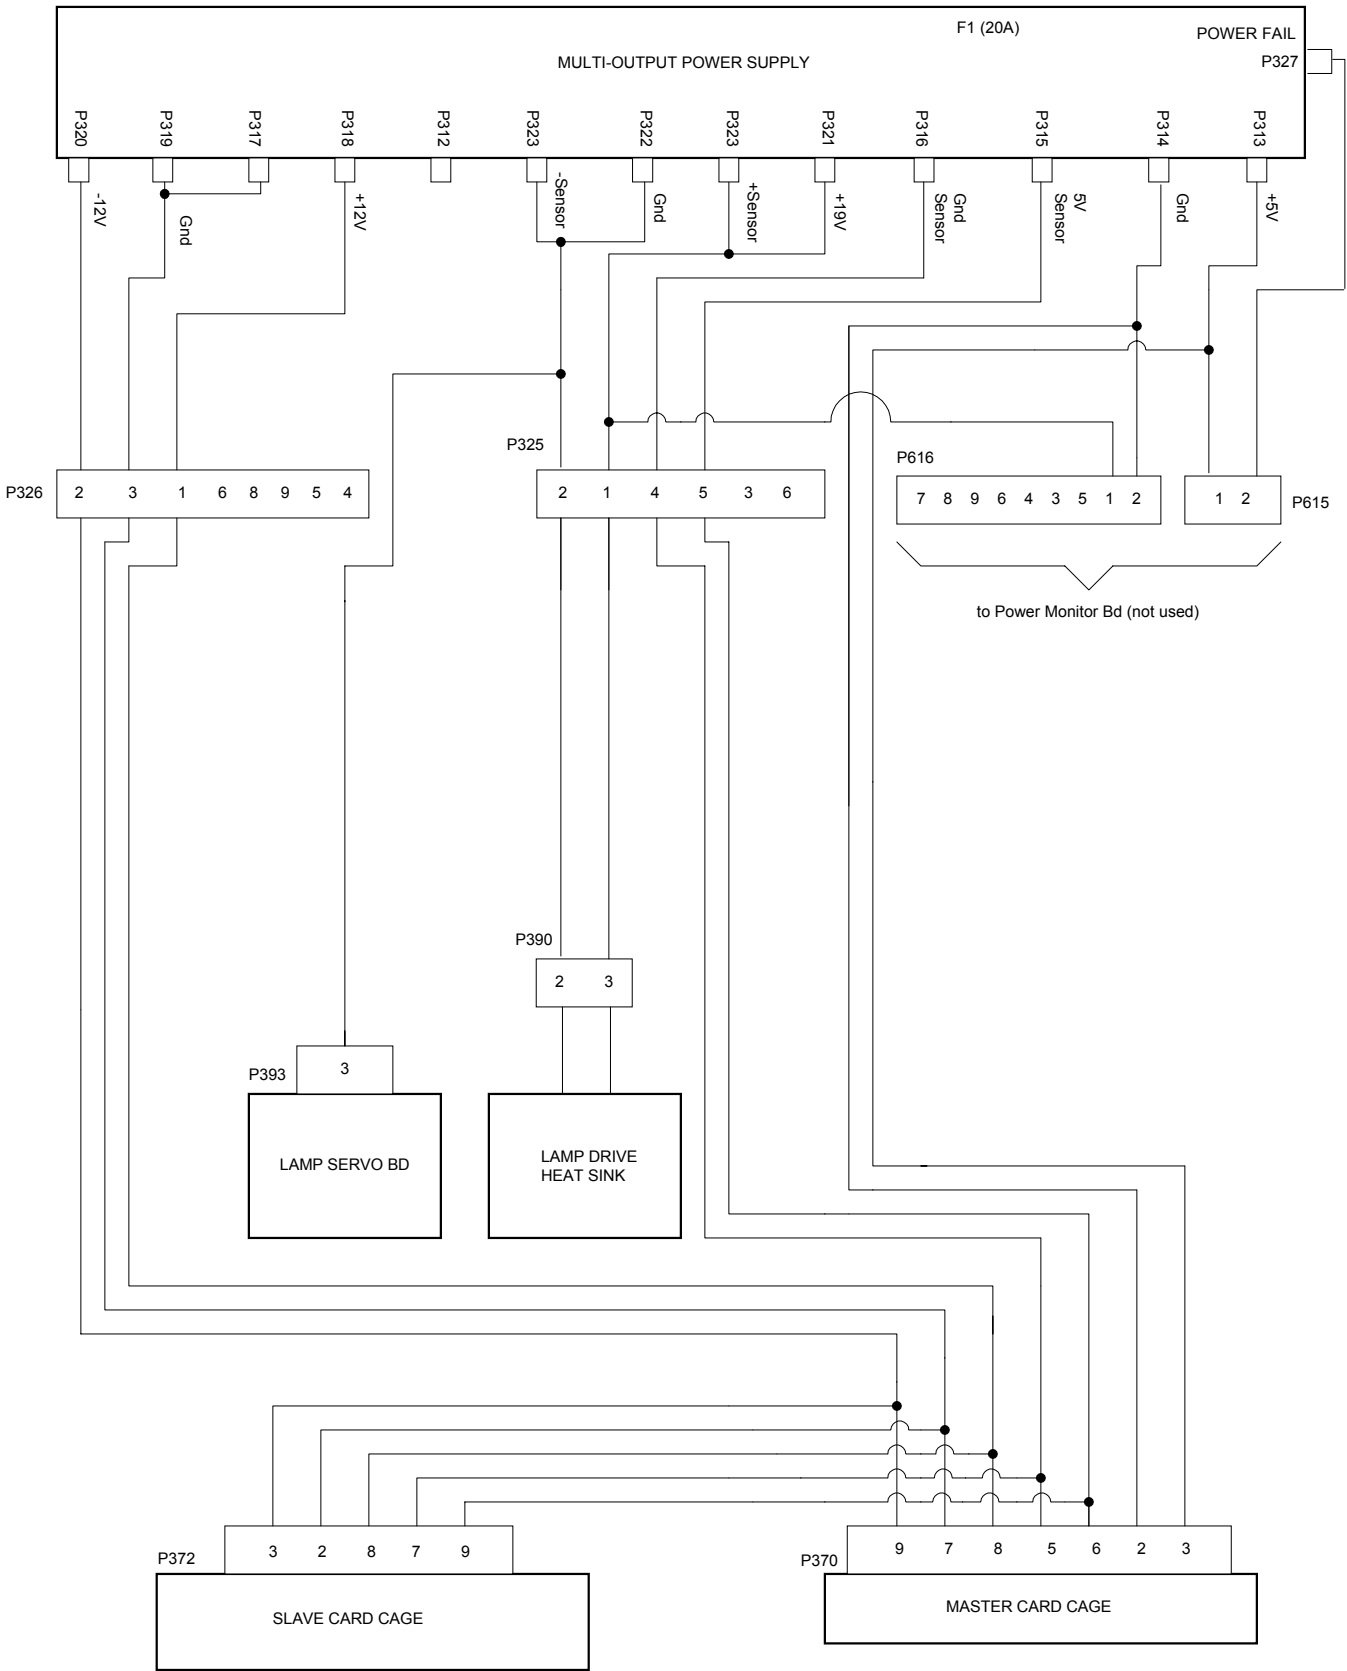 F1 (20A)
POWER FAIL
MULTI-OUTPUT POWER SUPPLY
P327
P320
P319
P317
P318
P312
P323
P322
P323
P321
P316
P315
P314
P313
-12V
Gnd
+12V
-Sensor
Gnd
+Sensor
+19V
Gnd
Sensor
5V
Sensor
Gnd
+5V
P325
P616
P326
2 3 1 6 8 9 5 4
2 1 4 5 3 6
7 8 9 6 4 3 5 1 2
1 2
P615
to Power Monitor Bd (not used)
P390
2 3
P393
3
LAMP SERVO BD
LAMP DRIVE
HEAT SINK
P372
3 2 8 7 9
P370
9 7 8 5 6 2 3
SLAVE CARD CAGE
MASTER CARD CAGE